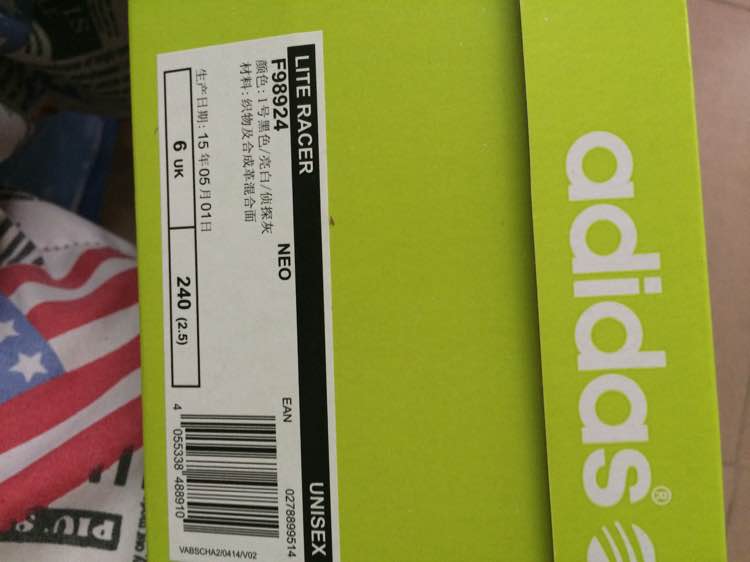 LITE RACER UNISEX
F98924 NEO
颜色:1号黑色/亮白/侦探灰
材料:织物及合成革混合面
生产日期:15年05月01日
6 UK 240 (2.5)
EAN 0278899514
4 055338 488910
VABSCHA2/0414/V02
adidas®